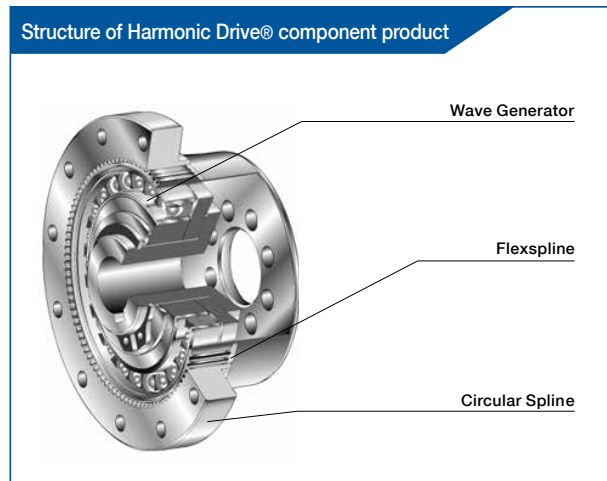 Structure of Harmonic Drive® component product
Wave Generator
Flexspline
Circular Spline